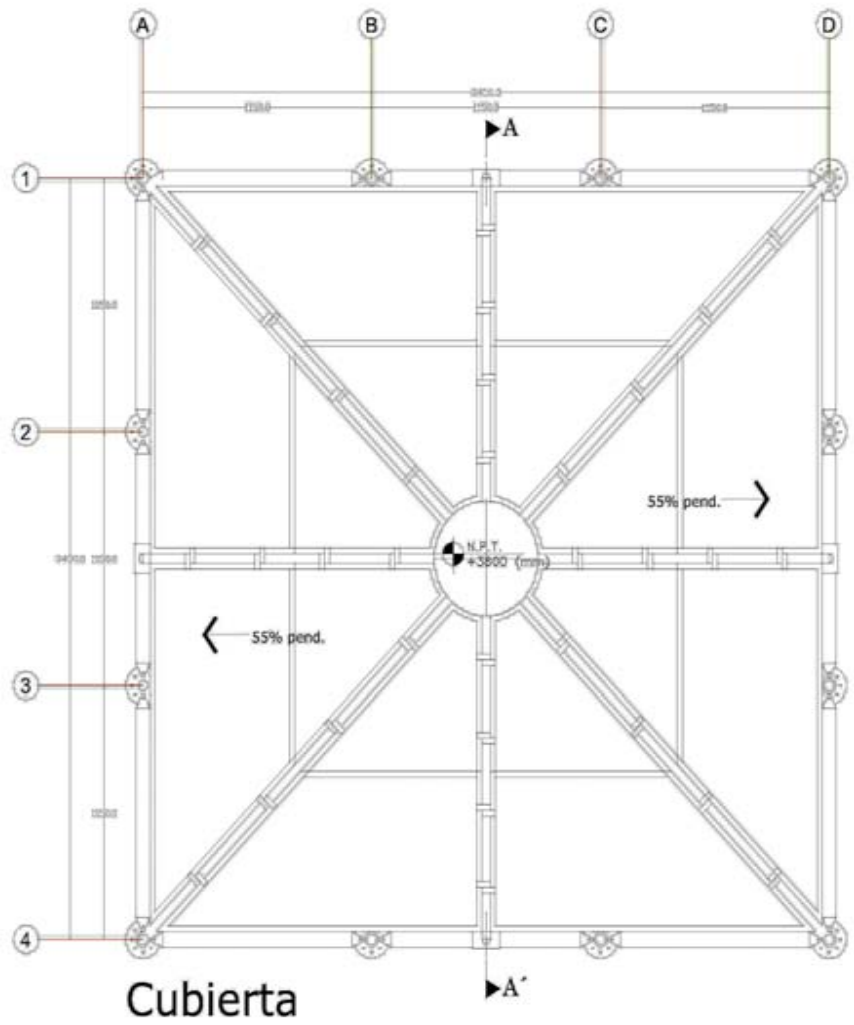 A B C D
A
1
2
55% pend.
N.P.T.
+3800 (mm)
55% pend.
3
4
A´
Cubierta